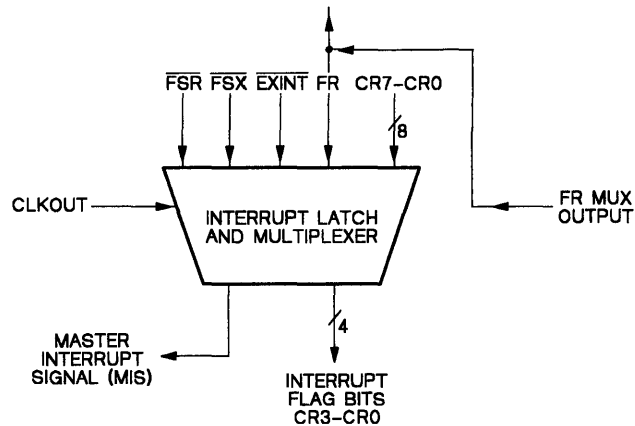 FSR FSX EXINT FR CR7-CR0
8
CLKOUT
INTERRUPT LATCH
AND MULTIPLEXER
FR MUX
OUTPUT
4
MASTER
INTERRUPT
SIGNAL (MIS)
INTERRUPT
FLAG BITS
CR3-CR0